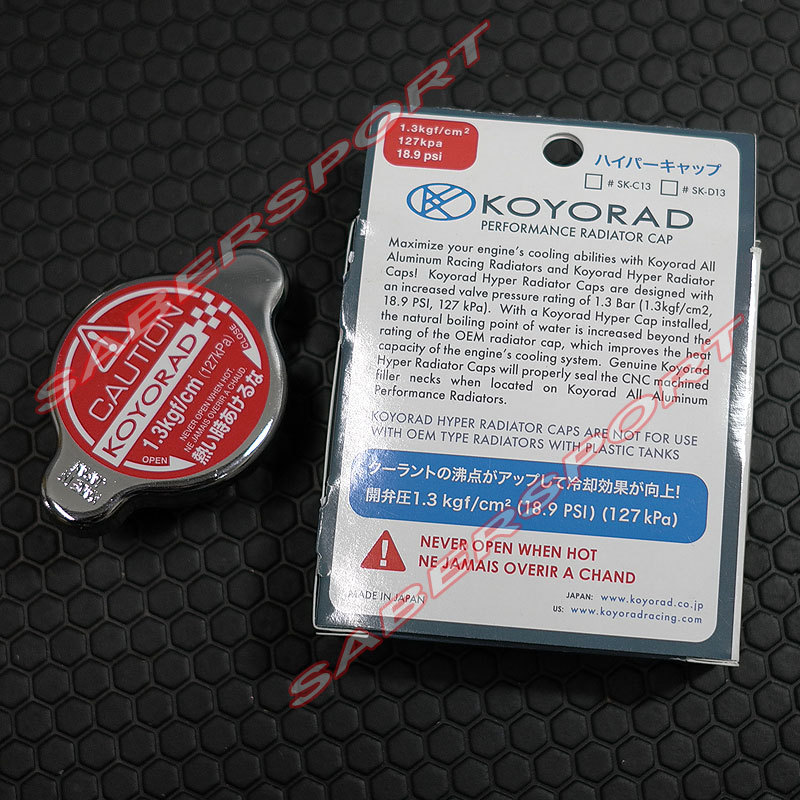 SABERSPORT
CAUTION
KOYORAD
1.3kgf/cm (127kPa)
NEVER OPEN WHEN HOT.
NE JAMAIS OVERIR A CHAUD
熱い時あけるな
OPEN
CLOSE
1.3kgf/cm²
127kpa
18.9 psi
ハイパーキャップ
# SK-C13 # SK-D13
KOYORAD
PERFORMANCE RADIATOR CAP
Maximize your engine's cooling abilities with Koyorad All
Aluminum Racing Radiators and Koyorad Hyper Radiator
Caps! Koyorad Hyper Radiator Caps are designed with
an increased valve pressure rating of 1.3 Bar (1.3kgf/cm2,
18.9 PSI, 127 kPa). With a Koyorad Hyper Cap installed,
the natural boiling point of water is increased beyond the
rating of the OEM radiator cap, which improves the heat
capacity of the engine's cooling system. Genuine Koyorad
Hyper Radiator Caps will properly seal the CNC machined
filler necks when located on Koyorad All Aluminum
Performance Radiators.
KOYORAD HYPER RADIATOR CAPS ARE NOT FOR USE
WITH OEM TYPE RADIATORS WITH PLASTIC TANKS
クーラントの沸点がアップして冷却効果が向上!
開弁圧1.3 kgf/cm² (18.9 PSI) (127 kPa)
NEVER OPEN WHEN HOT
NE JAMAIS OVERIR A CHAND
MADE IN JAPAN
JAPAN: www.koyorad.co.jp
US: www.koyoradracing.com
SABERSPORT